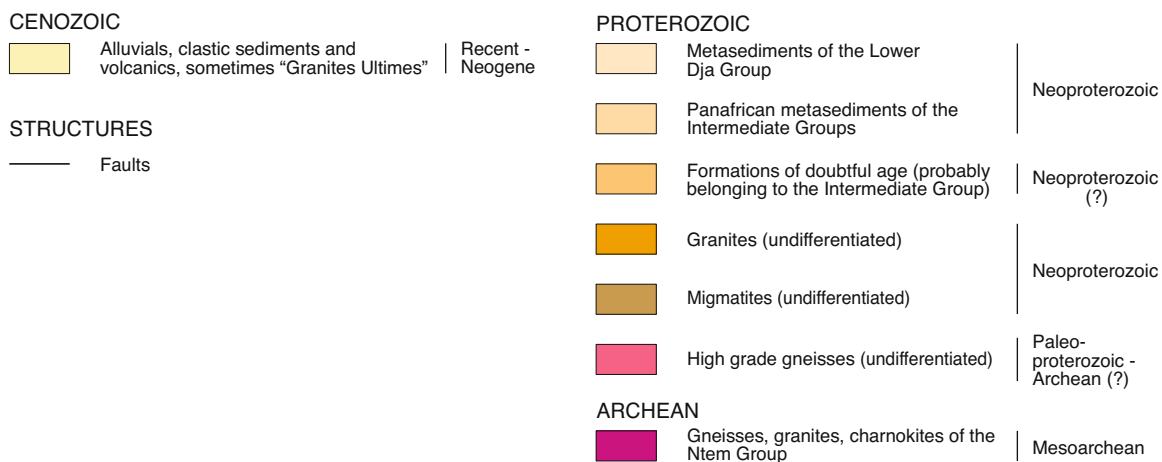 CENOZOIC
Alluvials, clastic sediments and
volcanics, sometimes “Granites Ultimes”
Recent -
Neogene
STRUCTURES
Faults
PROTEROZOIC
Metasediments of the Lower
Dja Group
Panafrican metasediments of the
Intermediate Groups
Neoproterozoic
Formations of doubtful age (probably
belonging to the Intermediate Group)
Neoproterozoic
(?)
Granites (undifferentiated)
Migmatites (undifferentiated)
Neoproterozoic
High grade gneisses (undifferentiated)
Paleo-
proterozoic -
Archean (?)
ARCHEAN
Gneisses, granites, charnokites of the
Ntem Group
Mesoarchean